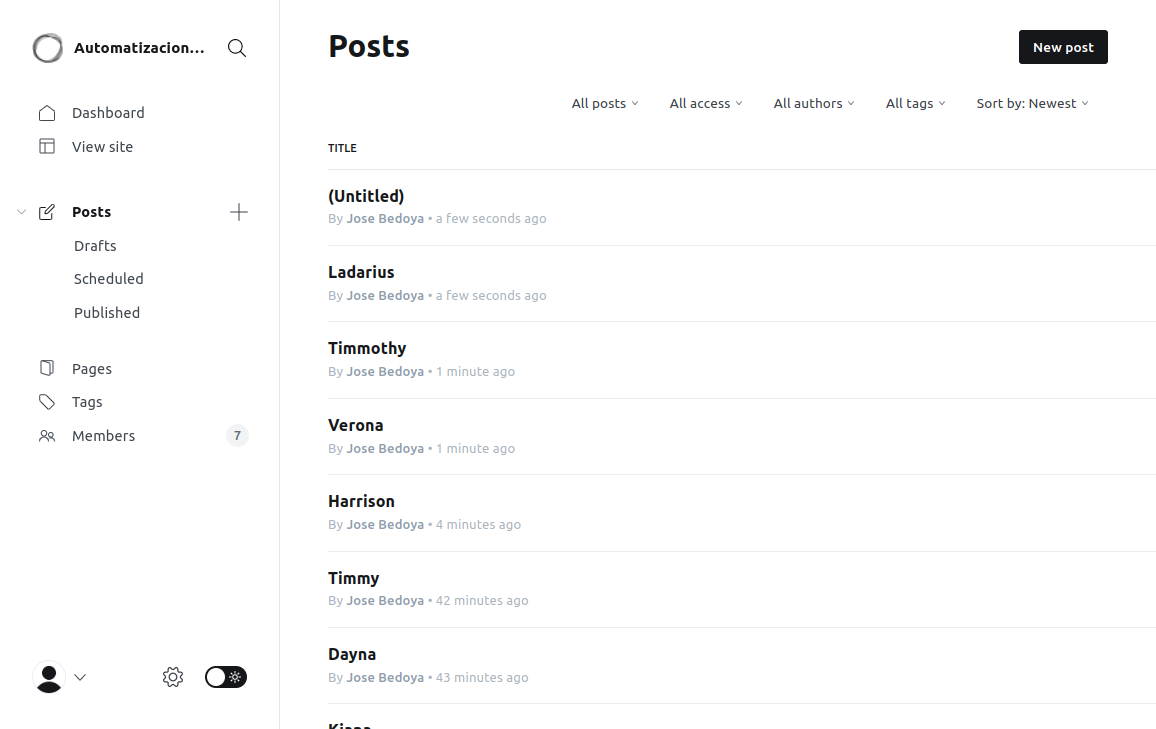 Automatizacion...
Dashboard
View site
Posts
Drafts
Scheduled
Published
Pages
Tags
Members 7
Posts
New post
All posts All access All authors All tags Sort by: Newest
TITLE
(Untitled)
By Jose Bedoya • a few seconds ago
Ladarius
By Jose Bedoya • a few seconds ago
Timmothy
By Jose Bedoya • 1 minute ago
Verona
By Jose Bedoya • 1 minute ago
Harrison
By Jose Bedoya • 4 minutes ago
Timmy
By Jose Bedoya • 42 minutes ago
Dayna
By Jose Bedoya • 43 minutes ago